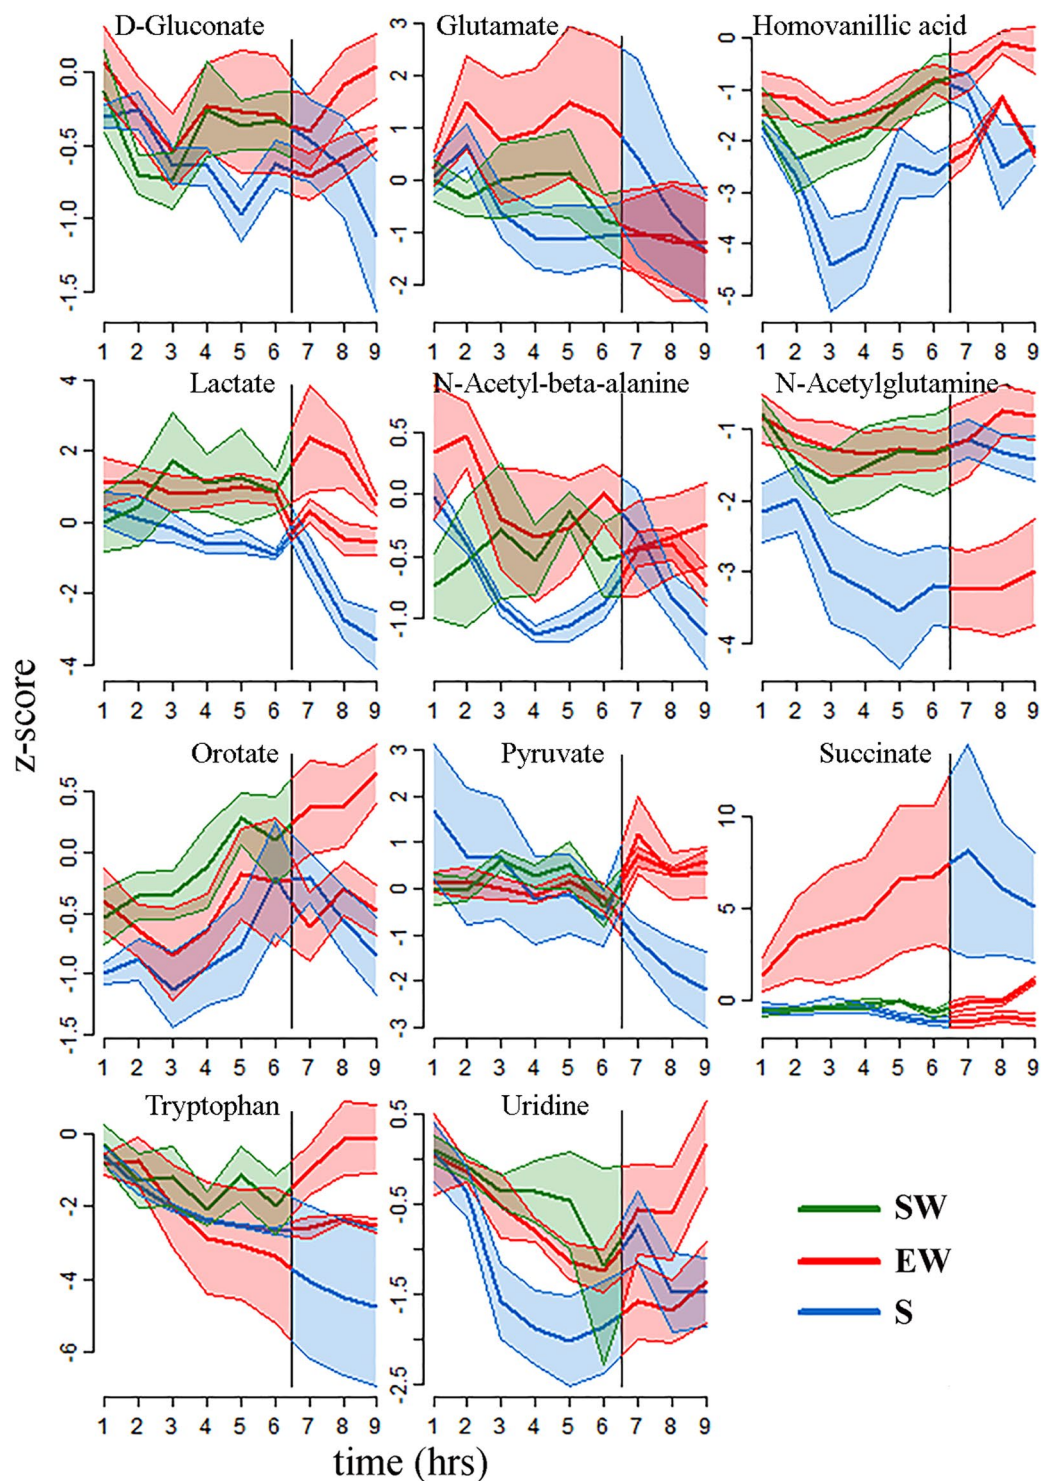 D-Gluconate
0.0
-0.5
-1.0
-1.5
1 2 3 4 5 6 7 8 9
Glutamate
3
2
1
0
-1
-2
1 2 3 4 5 6 7 8 9
Homovanillic acid
0
-1
-2
-3
-4
-5
1 2 3 4 5 6 7 8 9
Lactate
4
2
0
-2
-4
1 2 3 4 5 6 7 8 9
N-Acetyl-beta-alanine
0.5
0.0
-0.5
-1.0
1 2 3 4 5 6 7 8 9
N-Acetylglutamine
-1
-2
-3
-4
1 2 3 4 5 6 7 8 9
z-score
Orotate
0.5
0.0
-0.5
-1.0
-1.5
1 2 3 4 5 6 7 8 9
Pyruvate
3
2
1
0
-1
-2
-3
1 2 3 4 5 6 7 8 9
Succinate
10
5
0
1 2 3 4 5 6 7 8 9
Tryptophan
0
-2
-4
-6
1 2 3 4 5 6 7 8 9
Uridine
0.5
-0.5
-1.5
-2.5
1 2 3 4 5 6 7 8 9
SW
EW
S
time (hrs)